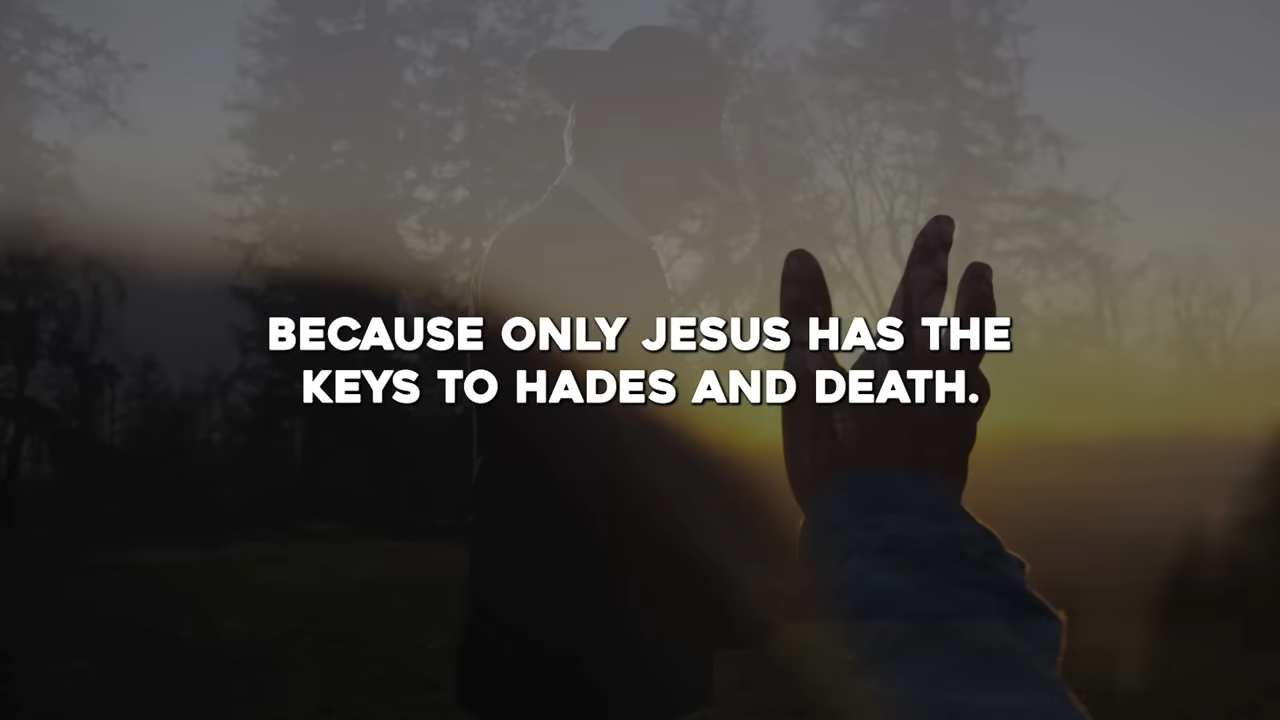 BECAUSE ONLY JESUS HAS THE
KEYS TO HADES AND DEATH.